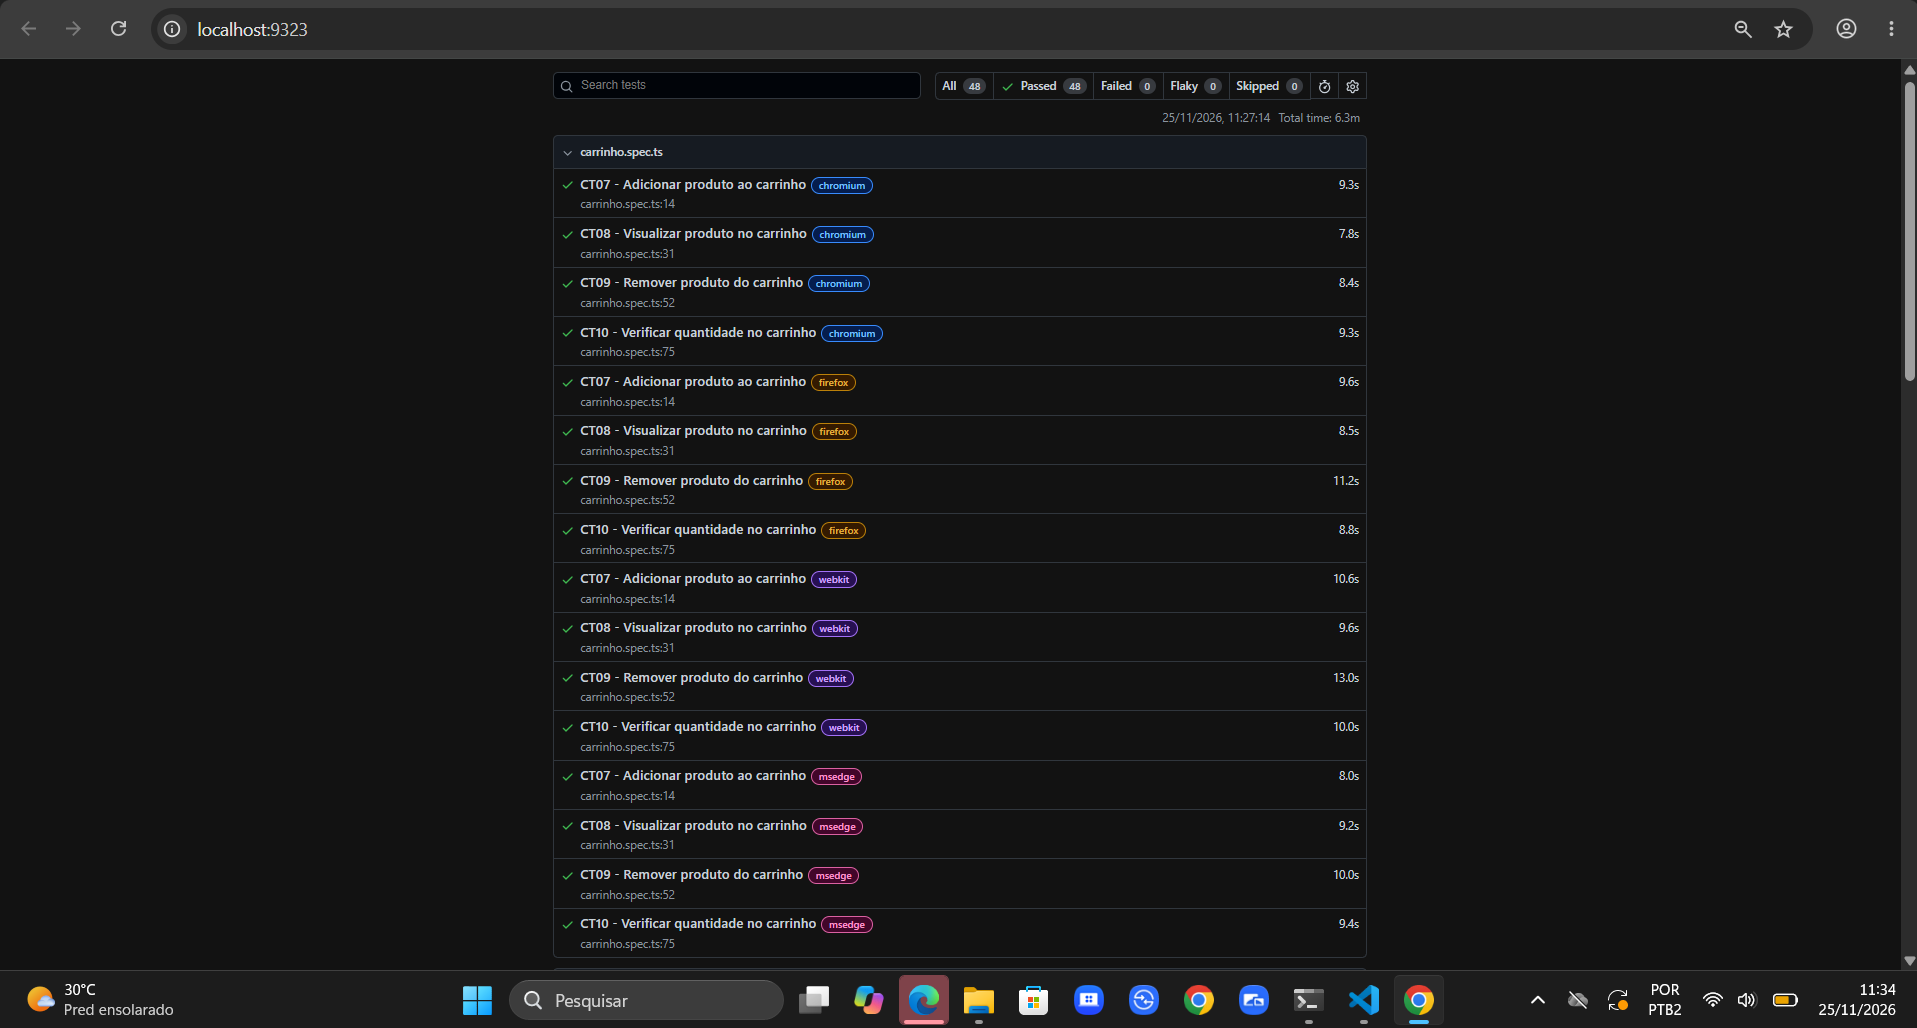 localhost:9323
Search tests
All 48 Passed 48 Failed 0 Flaky 0 Skipped 0
25/11/2026, 11:27:14 Total time: 6.3m
carrinho.spec.ts
CT07 - Adicionar produto ao carrinho chromium 9.3s
carrinho.spec.ts:14
CT08 - Visualizar produto no carrinho chromium 7.8s
carrinho.spec.ts:31
CT09 - Remover produto do carrinho chromium 8.4s
carrinho.spec.ts:52
CT10 - Verificar quantidade no carrinho chromium 9.3s
carrinho.spec.ts:75
CT07 - Adicionar produto ao carrinho firefox 9.6s
carrinho.spec.ts:14
CT08 - Visualizar produto no carrinho firefox 8.5s
carrinho.spec.ts:31
CT09 - Remover produto do carrinho firefox 11.2s
carrinho.spec.ts:52
CT10 - Verificar quantidade no carrinho firefox 8.8s
carrinho.spec.ts:75
CT07 - Adicionar produto ao carrinho webkit 10.6s
carrinho.spec.ts:14
CT08 - Visualizar produto no carrinho webkit 9.6s
carrinho.spec.ts:31
CT09 - Remover produto do carrinho webkit 13.0s
carrinho.spec.ts:52
CT10 - Verificar quantidade no carrinho webkit 10.0s
carrinho.spec.ts:75
CT07 - Adicionar produto ao carrinho msedge 8.0s
carrinho.spec.ts:14
CT08 - Visualizar produto no carrinho msedge 9.2s
carrinho.spec.ts:31
CT09 - Remover produto do carrinho msedge 10.0s
carrinho.spec.ts:52
CT10 - Verificar quantidade no carrinho msedge 9.4s
carrinho.spec.ts:75
30°C
Pred ensolarado
Pesquisar
POR
PTB2
11:34
25/11/2026